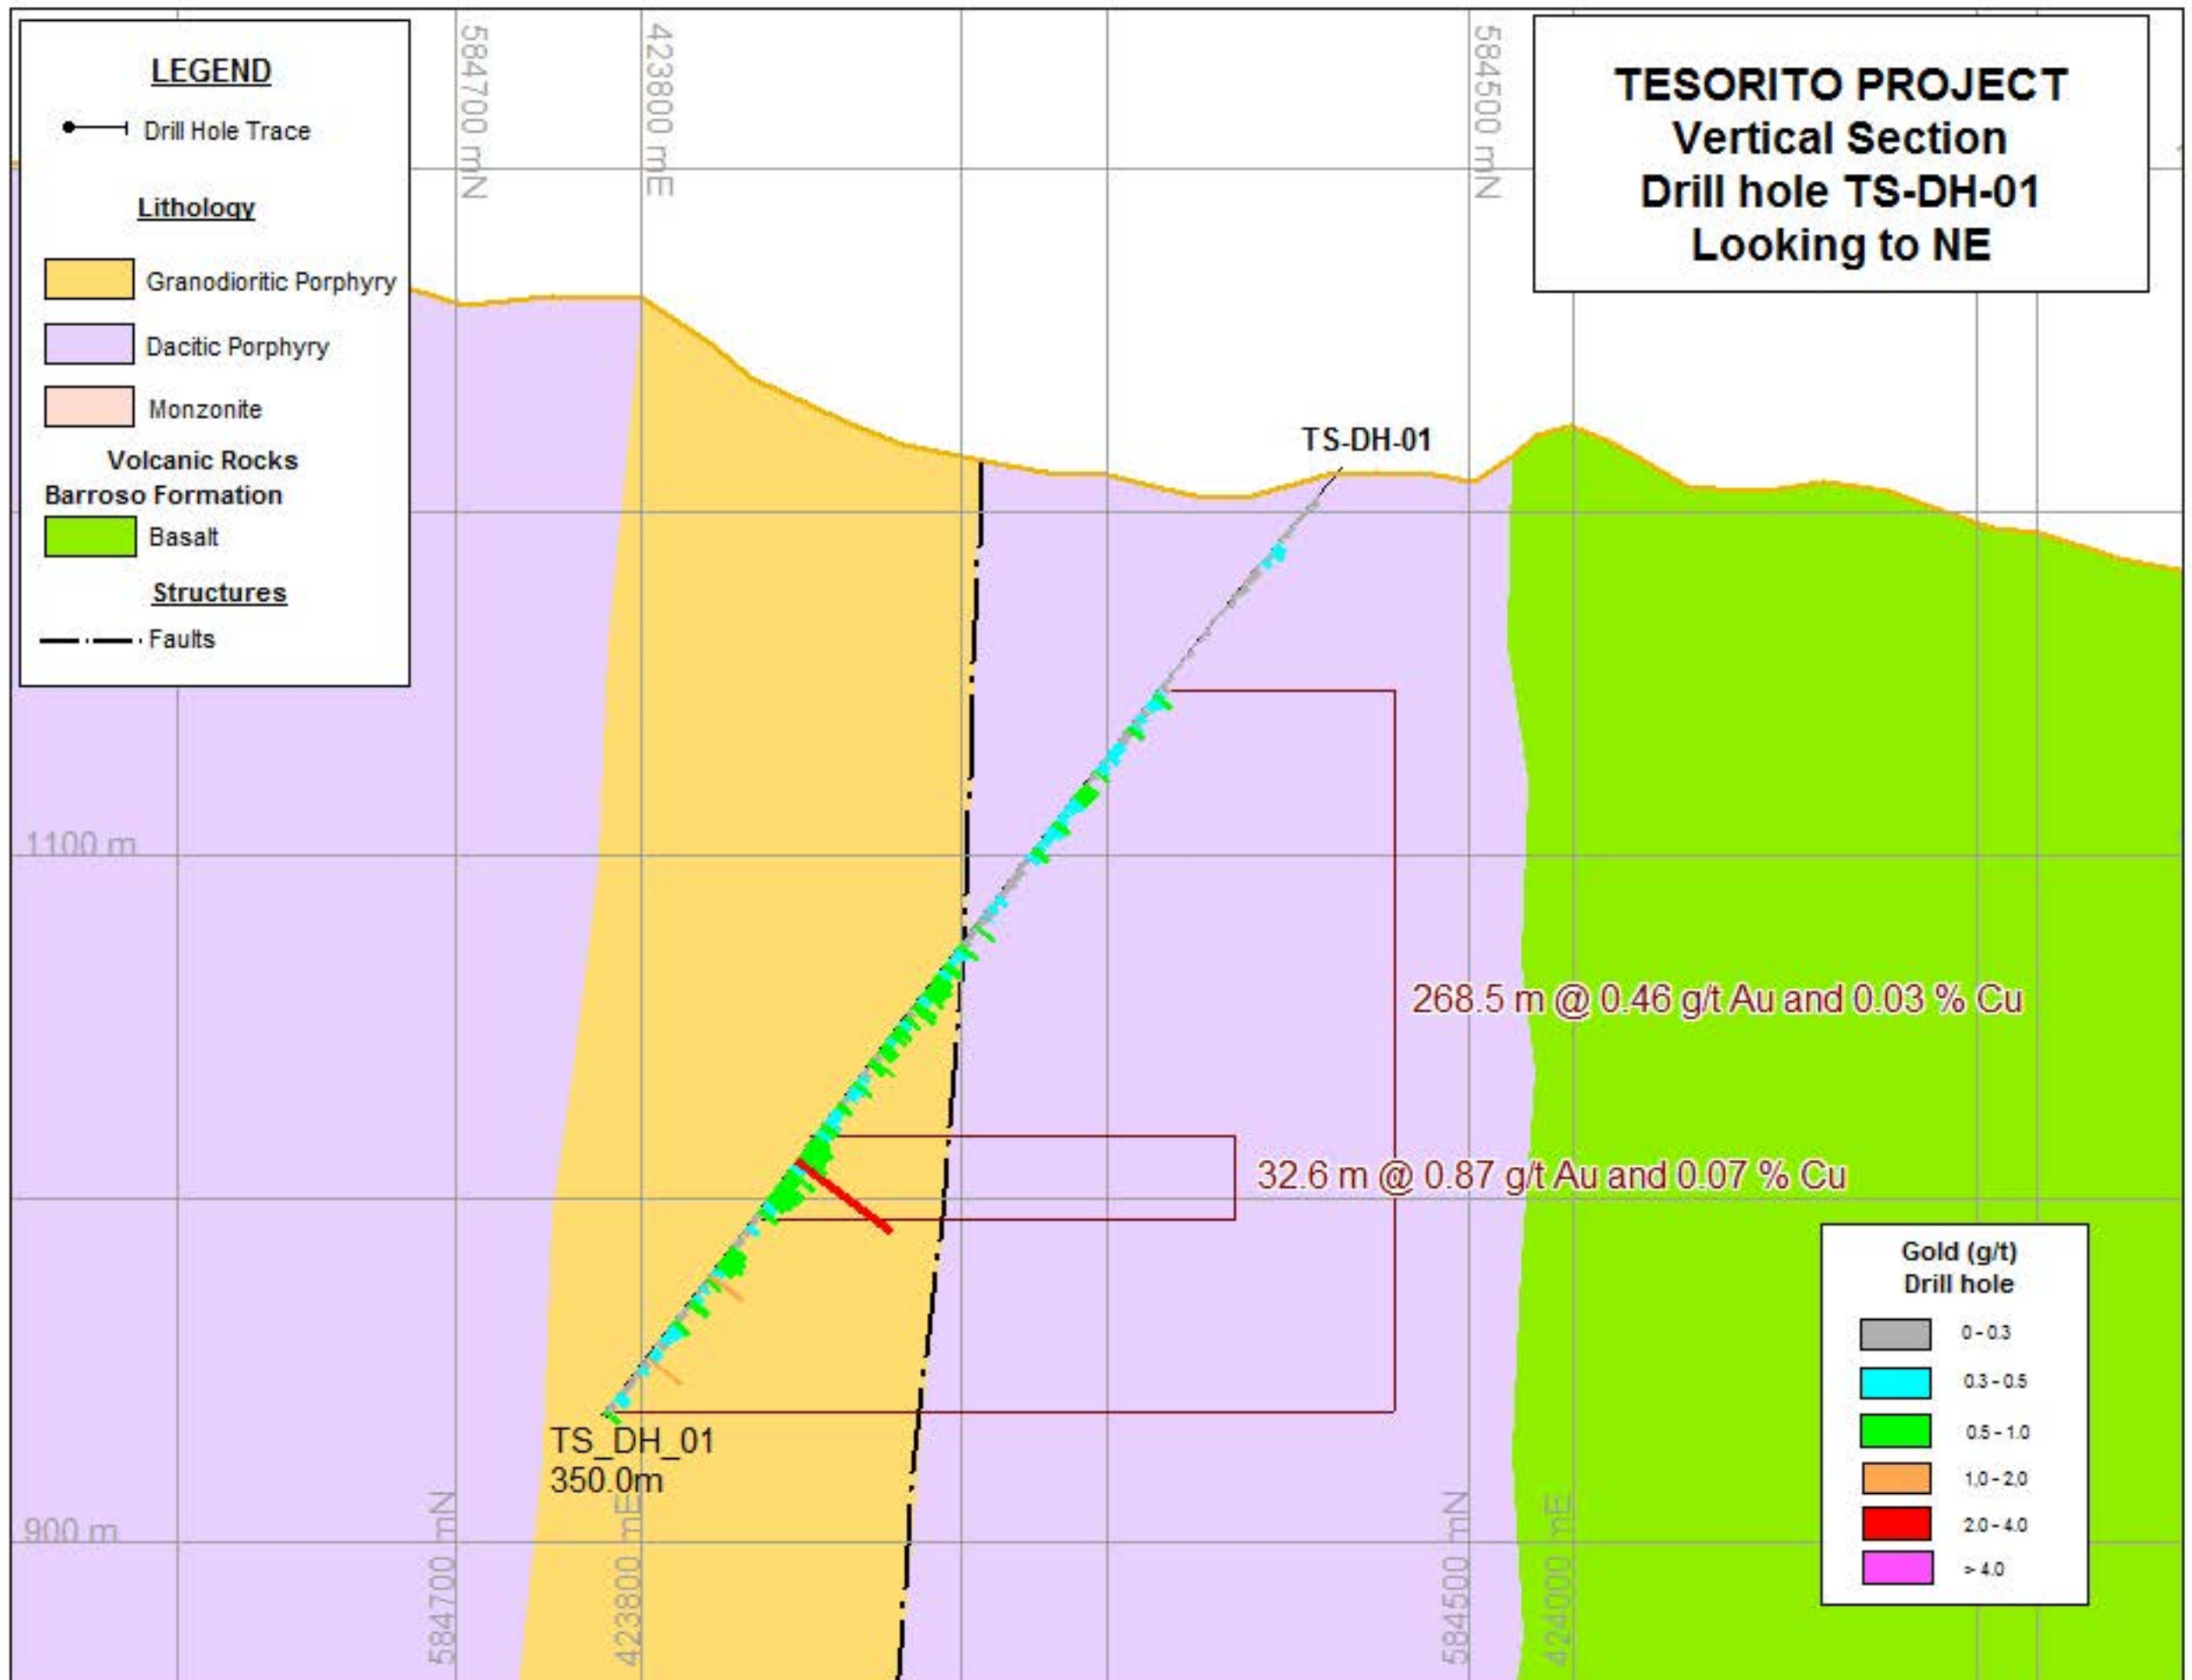 LEGEND
Drill Hole Trace
Lithology
Granodioritic Porphyry
Dacitic Porphyry
Monzonite
Volcanic Rocks
Barroso Formation
Basalt
Structures
Faults
584700 mN
423800 mE
584500 mN
TESORITO PROJECT
Vertical Section
Drill hole TS-DH-01
Looking to NE
TS-DH-01
1100 m
268.5 m @ 0.46 g/t Au and 0.03 % Cu
32.6 m @ 0.87 g/t Au and 0.07 % Cu
TS_DH_01
350.0m
900 m
584700 mN
423800 mE
584500 mN
424000 mE
Gold (g/t)
Drill hole
0 - 0.3
0.3 - 0.5
0.5 - 1.0
1.0 - 2.0
2.0 - 4.0
> 4.0